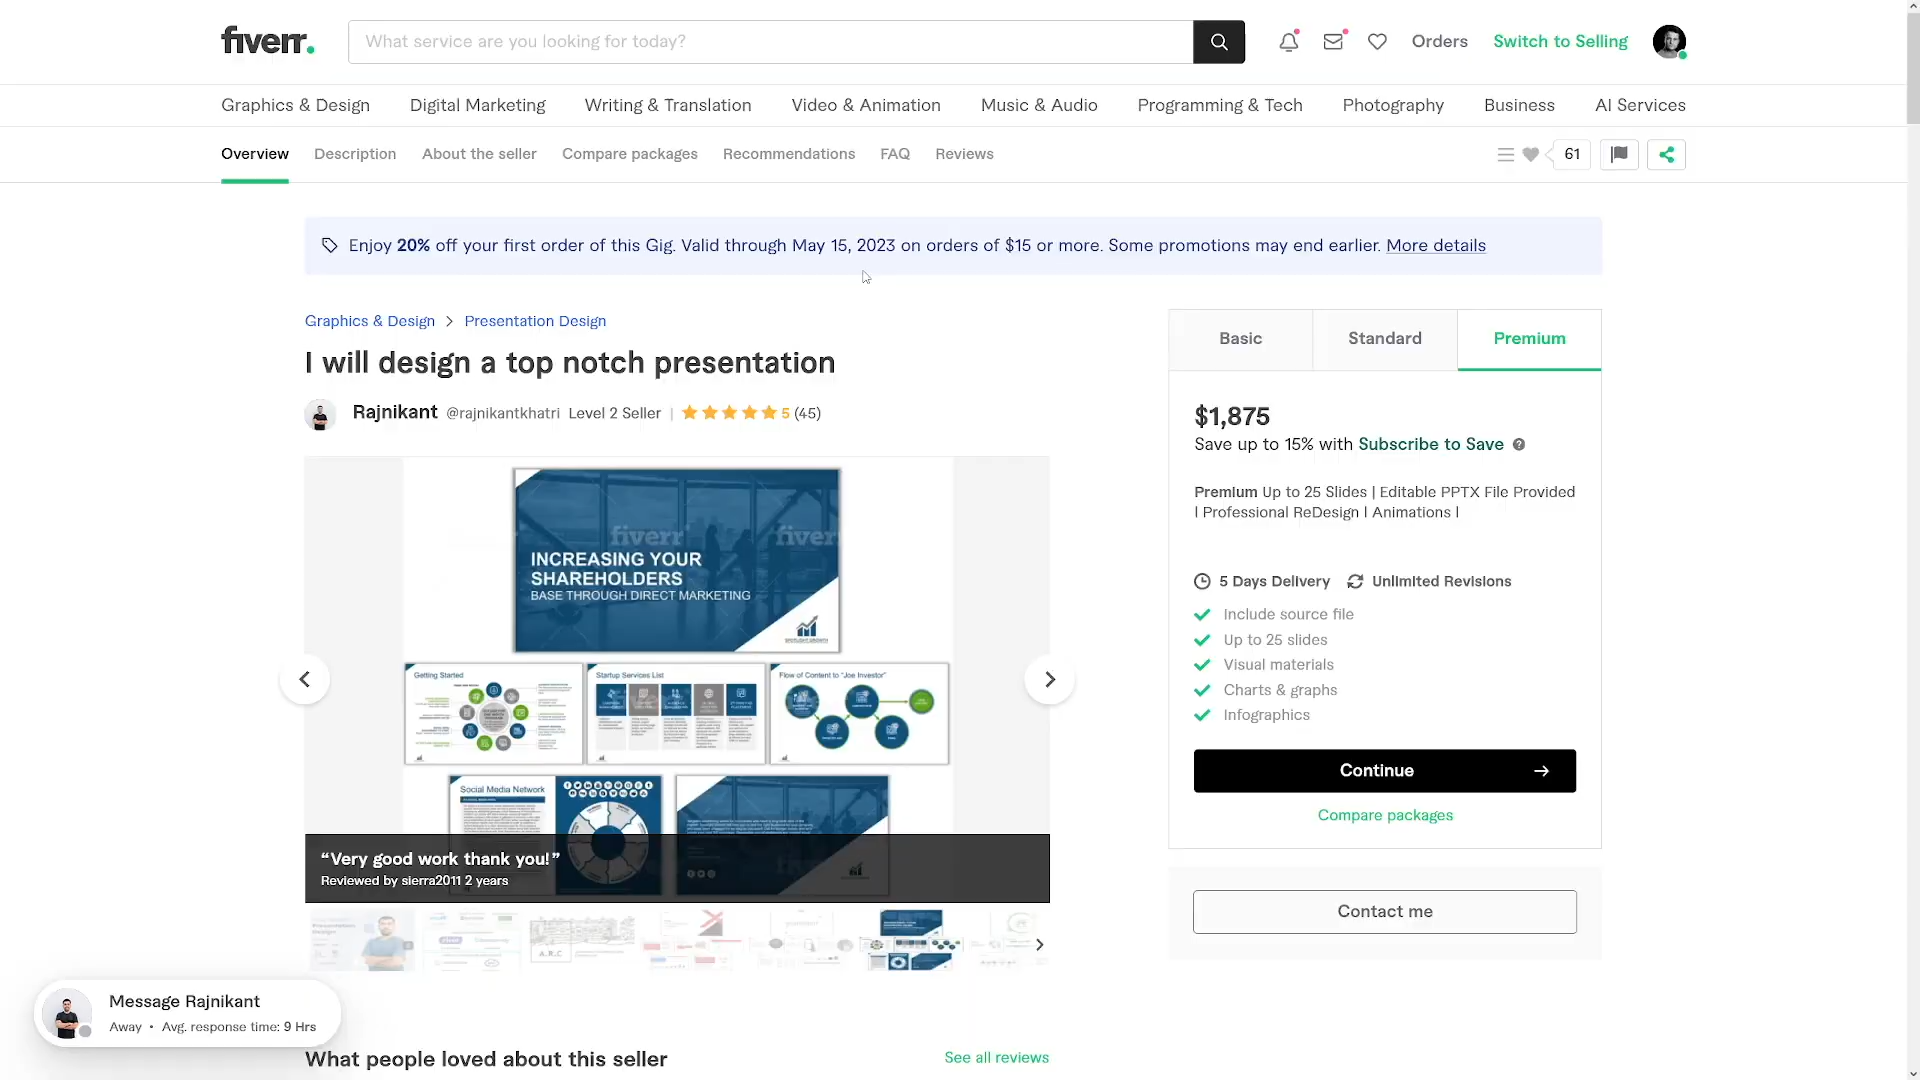 fiverr.
What service are you looking for today?
Orders
Switch to Selling
Graphics & Design
Digital Marketing
Writing & Translation
Video & Animation
Music & Audio
Programming & Tech
Photography
Business
AI Services
Overview
Description
About the seller
Compare packages
Recommendations
FAQ
Reviews
61
Enjoy 20% off your first order of this Gig. Valid through May 15, 2023 on orders of $15 or more. Some promotions may end earlier. More details
Graphics & Design > Presentation Design
I will design a top notch presentation
Rajnikant @rajnikantkhatri Level 2 Seller | 5 (45)
fiverr
fiverr
INCREASING YOUR
SHAREHOLDERS
BASE THROUGH DIRECT MARKETING
Getting Started
Startup Services List
Flow of Content to "Joe Investor"
Social Media Network
“Very good work thank you!”
Reviewed by sierra2011 2 years
A.R.C
Basic
Standard
Premium
$1,875
Save up to 15% with Subscribe to Save
Premium Up to 25 Slides | Editable PPTX File Provided
I Professional ReDesign I Animations I
5 Days Delivery
Unlimited Revisions
Include source file
Up to 25 slides
Visual materials
Charts & graphs
Infographics
Continue
Compare packages
Contact me
Message Rajnikant
Away • Avg. response time: 9 Hrs
What people loved about this seller
See all reviews